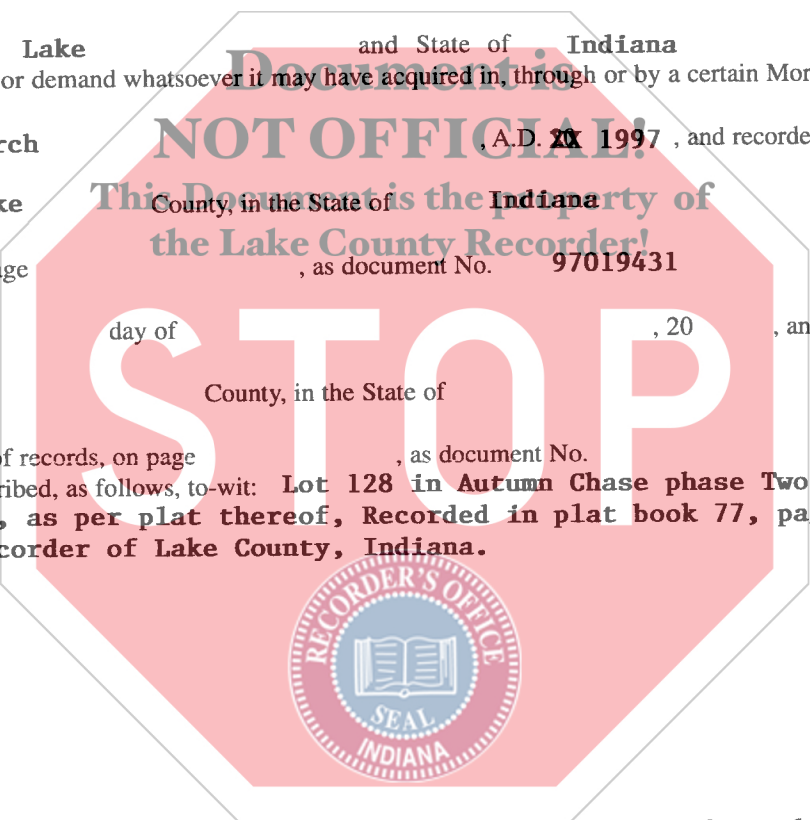 Lake and State of Indiana
Document is
or demand whatsoever it may have acquired in, through or by a certain Mor
NOT OFFICIAL!
rch , A.D. 1997 , and recorde
This Document is the property of
ke County, in the State of Indiana
the Lake County Recorder!
age , as document No. 97019431
day of , 20 , an
STOP
County, in the State of
of records, on page , as document No.
ribed, as follows, to-wit: Lot 128 in Autumn Chase phase Two
, as per plat thereof, Recorded in plat book 77, pa
corder of Lake County, Indiana.
RECORDER'S OFFICE
SEAL
INDIANA